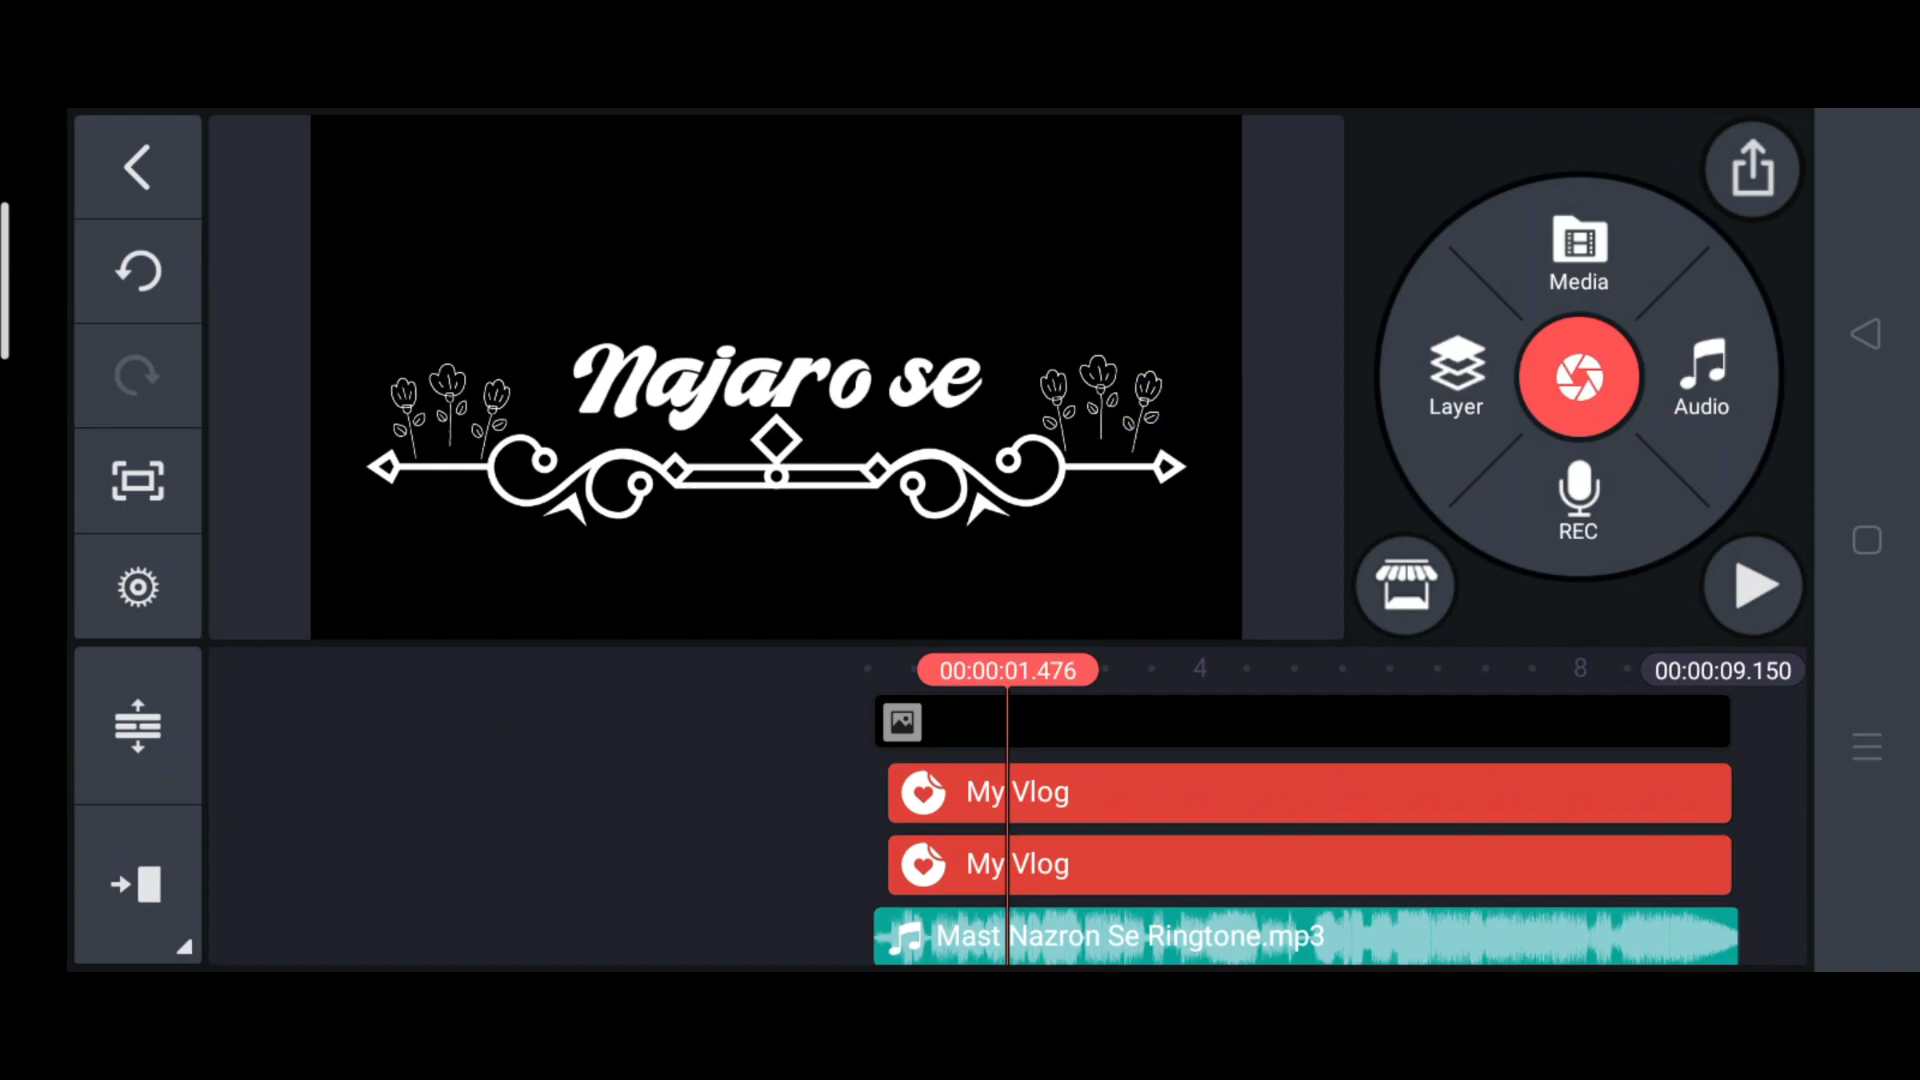 Media
Najaro se
Layer
Audio
REC
00:00:01.476
4
8
00:00:09.150
My Vlog
My Vlog
Mast Nazron Se Ringtone.mp3